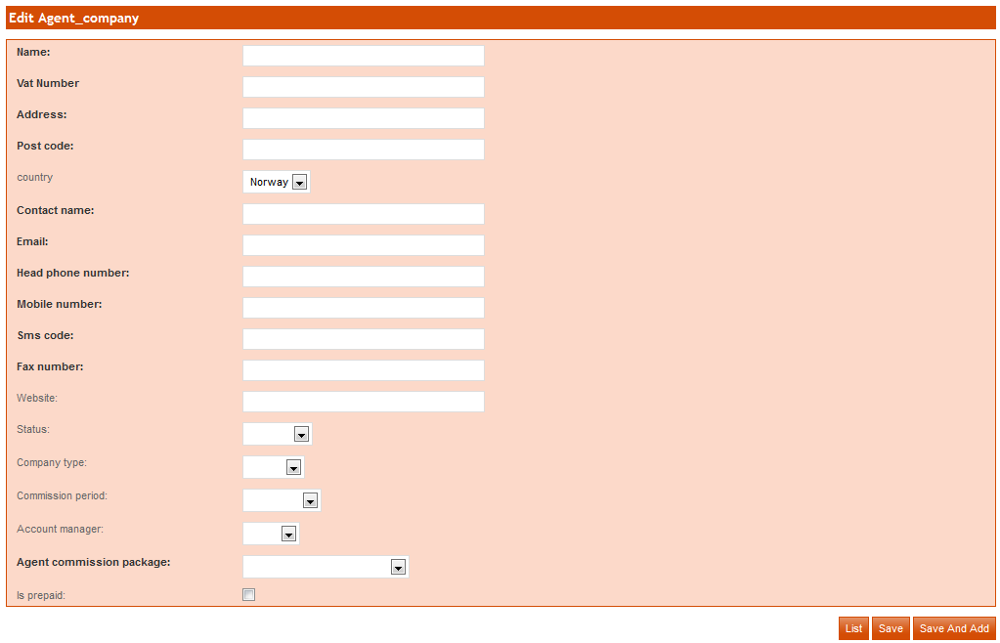 Edit Agent_company
Name:
Vat Number
Address:
Post code:
country
Norway
Contact name:
Email:
Head phone number:
Mobile number:
Sms code:
Fax number:
Website:
Status:
Company type:
Commission period:
Account manager:
Agent commission package:
Is prepaid:
List Save Save And Add